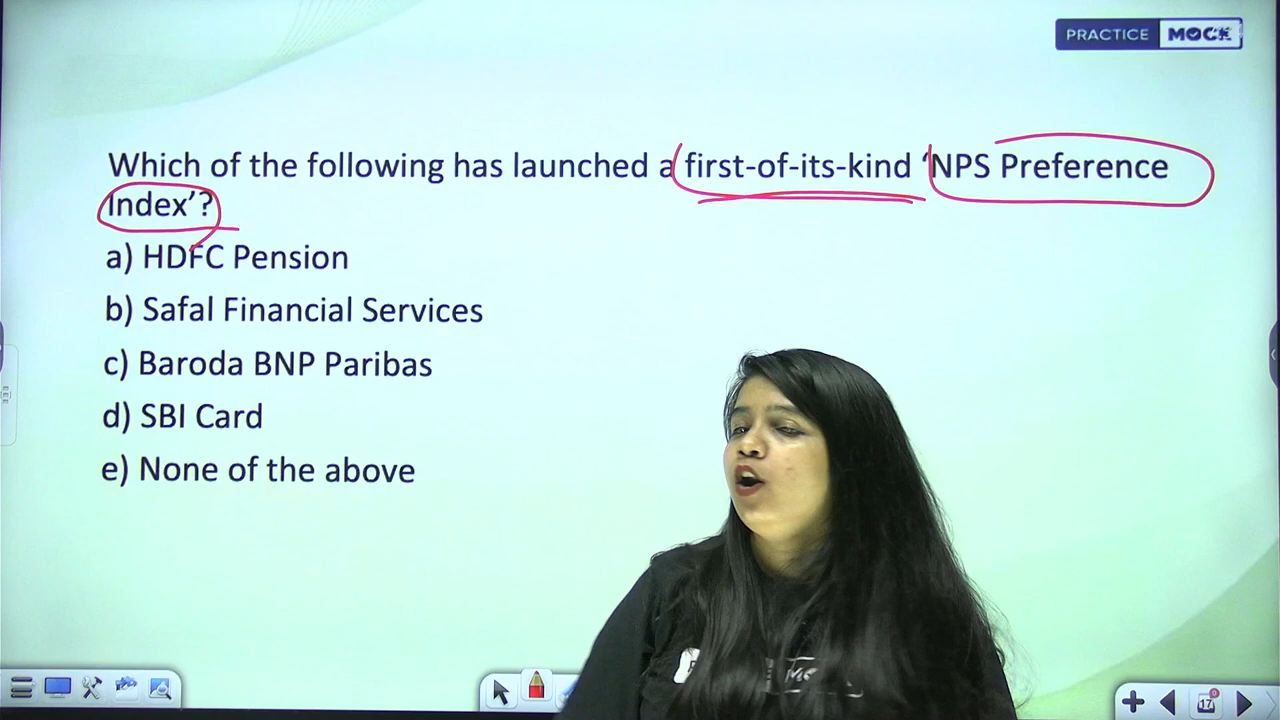 PRACTICE MOCK
Which of the following has launched a first-of-its-kind ‘NPS Preference
Index’?
a) HDFC Pension
b) Safal Financial Services
c) Baroda BNP Paribas
d) SBI Card
e) None of the above
17